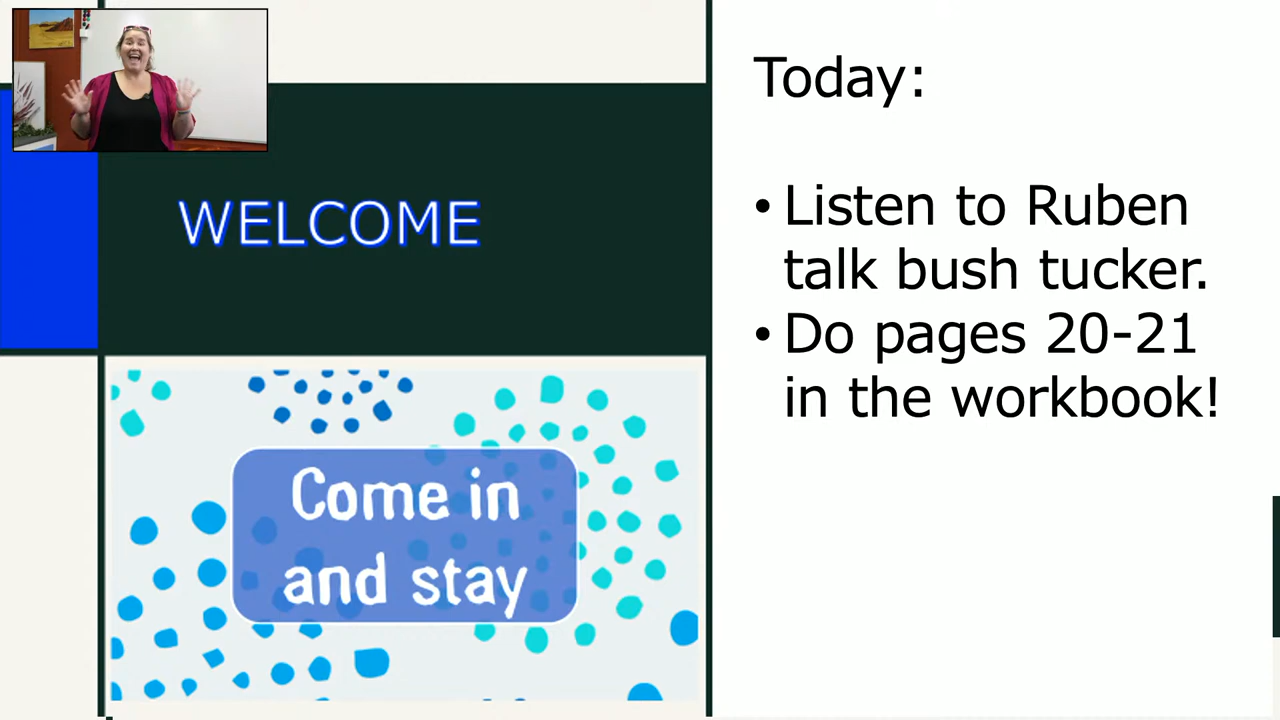 WELCOME
Come in
and stay
Today:
• Listen to Ruben
talk bush tucker.
• Do pages 20-21
in the workbook!